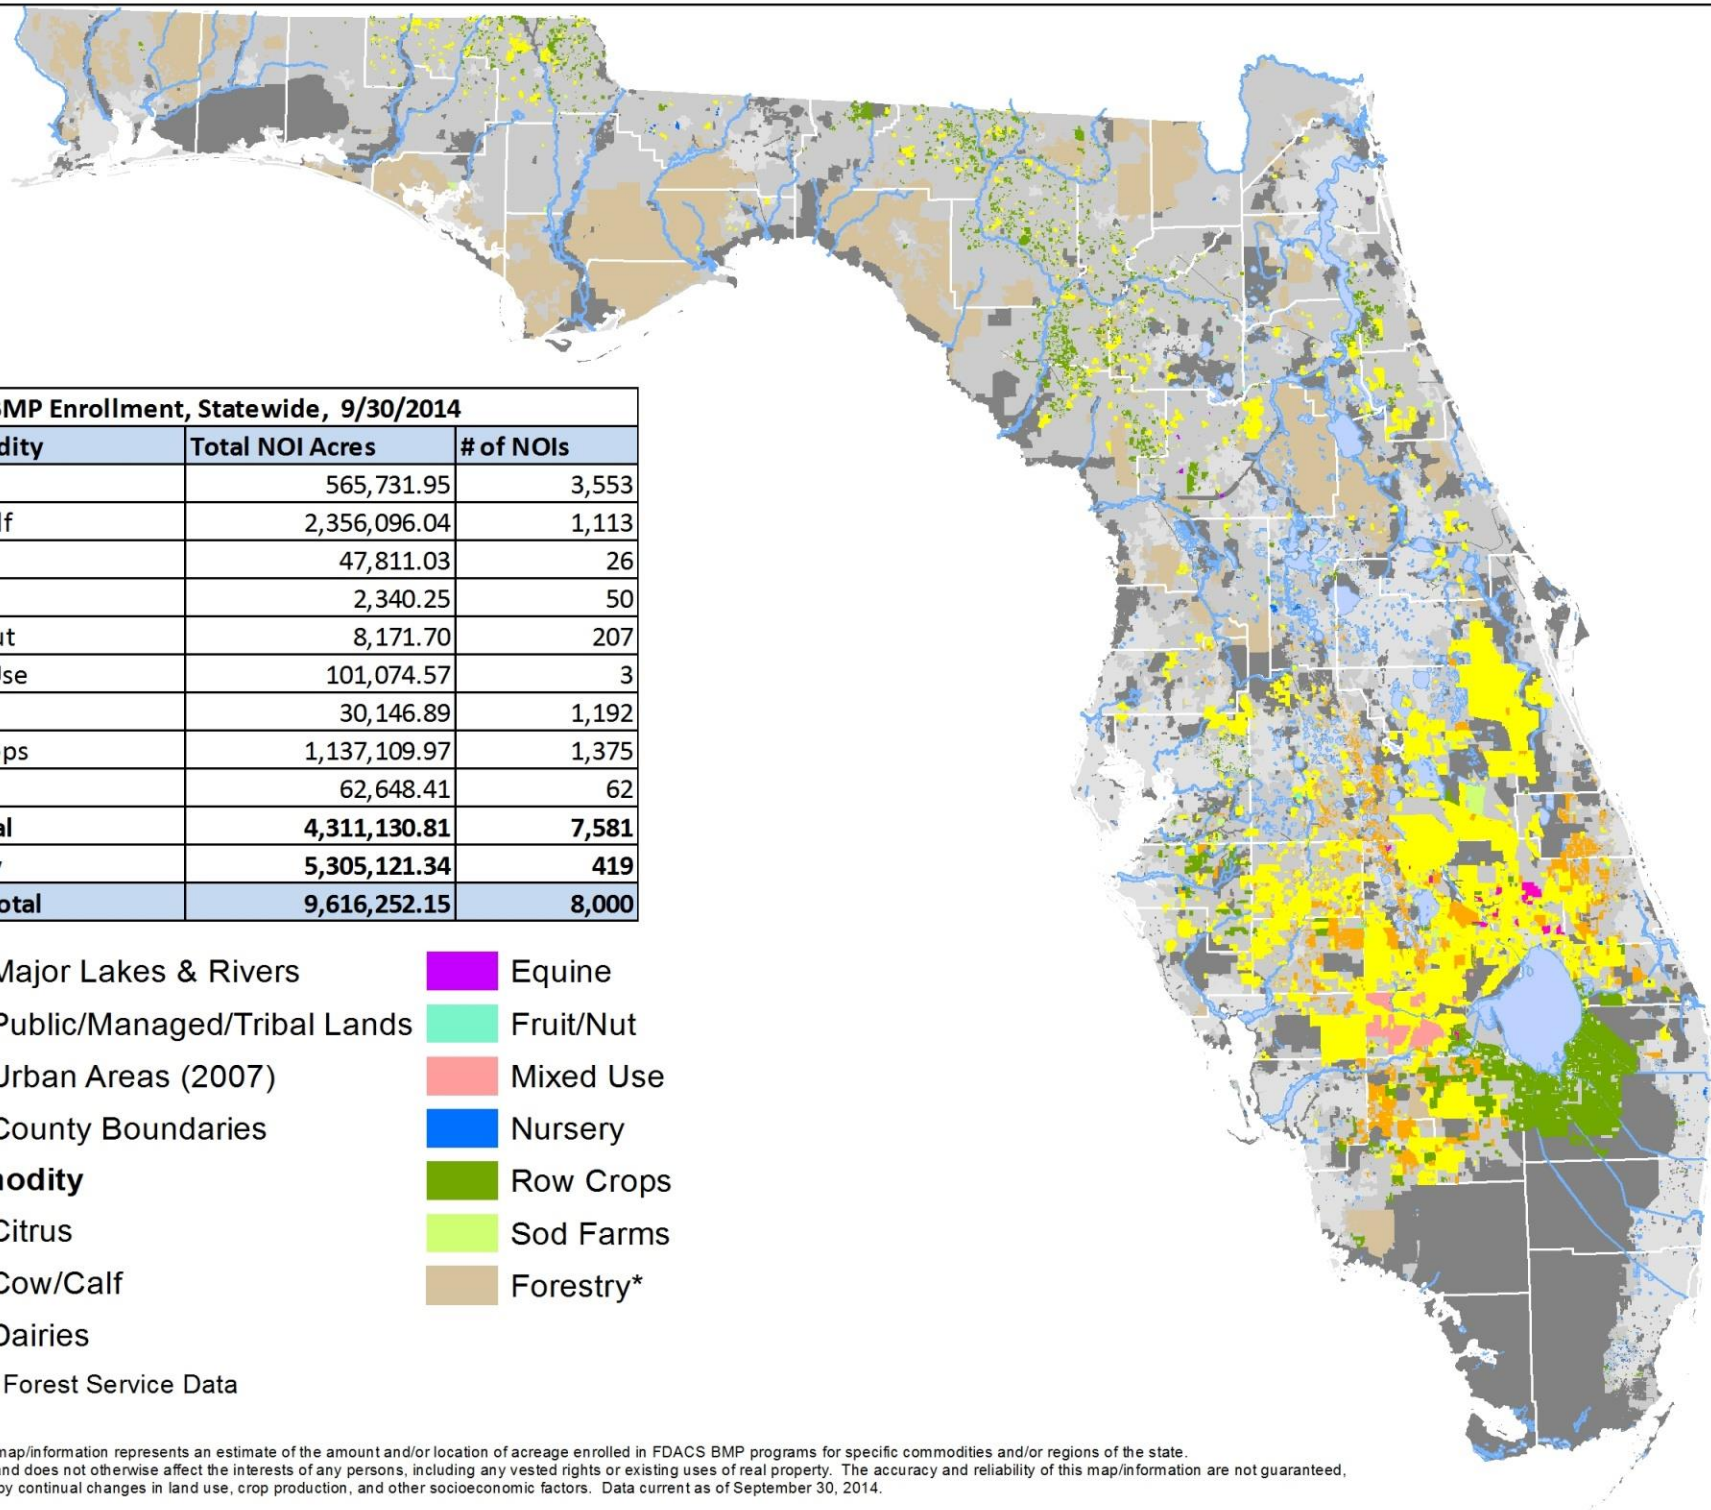 BMP Enrollment, Statewide, 9/30/2014
dity Total NOI Acres # of NOIs
565,731.95 3,553
lf 2,356,096.04 1,113
47,811.03 26
2,340.25 50
ut 8,171.70 207
Use 101,074.57 3
30,146.89 1,192
ps 1,137,109.97 1,375
62,648.41 62
al 4,311,130.81 7,581
y 5,305,121.34 419
otal 9,616,252.15 8,000
Major Lakes & Rivers
Public/Managed/Tribal Lands
Urban Areas (2007)
County Boundaries
nodity
Citrus
Cow/Calf
Dairies
Forest Service Data
Equine
Fruit/Nut
Mixed Use
Nursery
Row Crops
Sod Farms
Forestry*
map/information represents an estimate of the amount and/or location of acreage enrolled in FDACS BMP programs for specific commodities and/or regions of the state.
and does not otherwise affect the interests of any persons, including any vested rights or existing uses of real property. The accuracy and reliability of this map/information are not guaranteed,
by continual changes in land use, crop production, and other socioeconomic factors. Data current as of September 30, 2014.